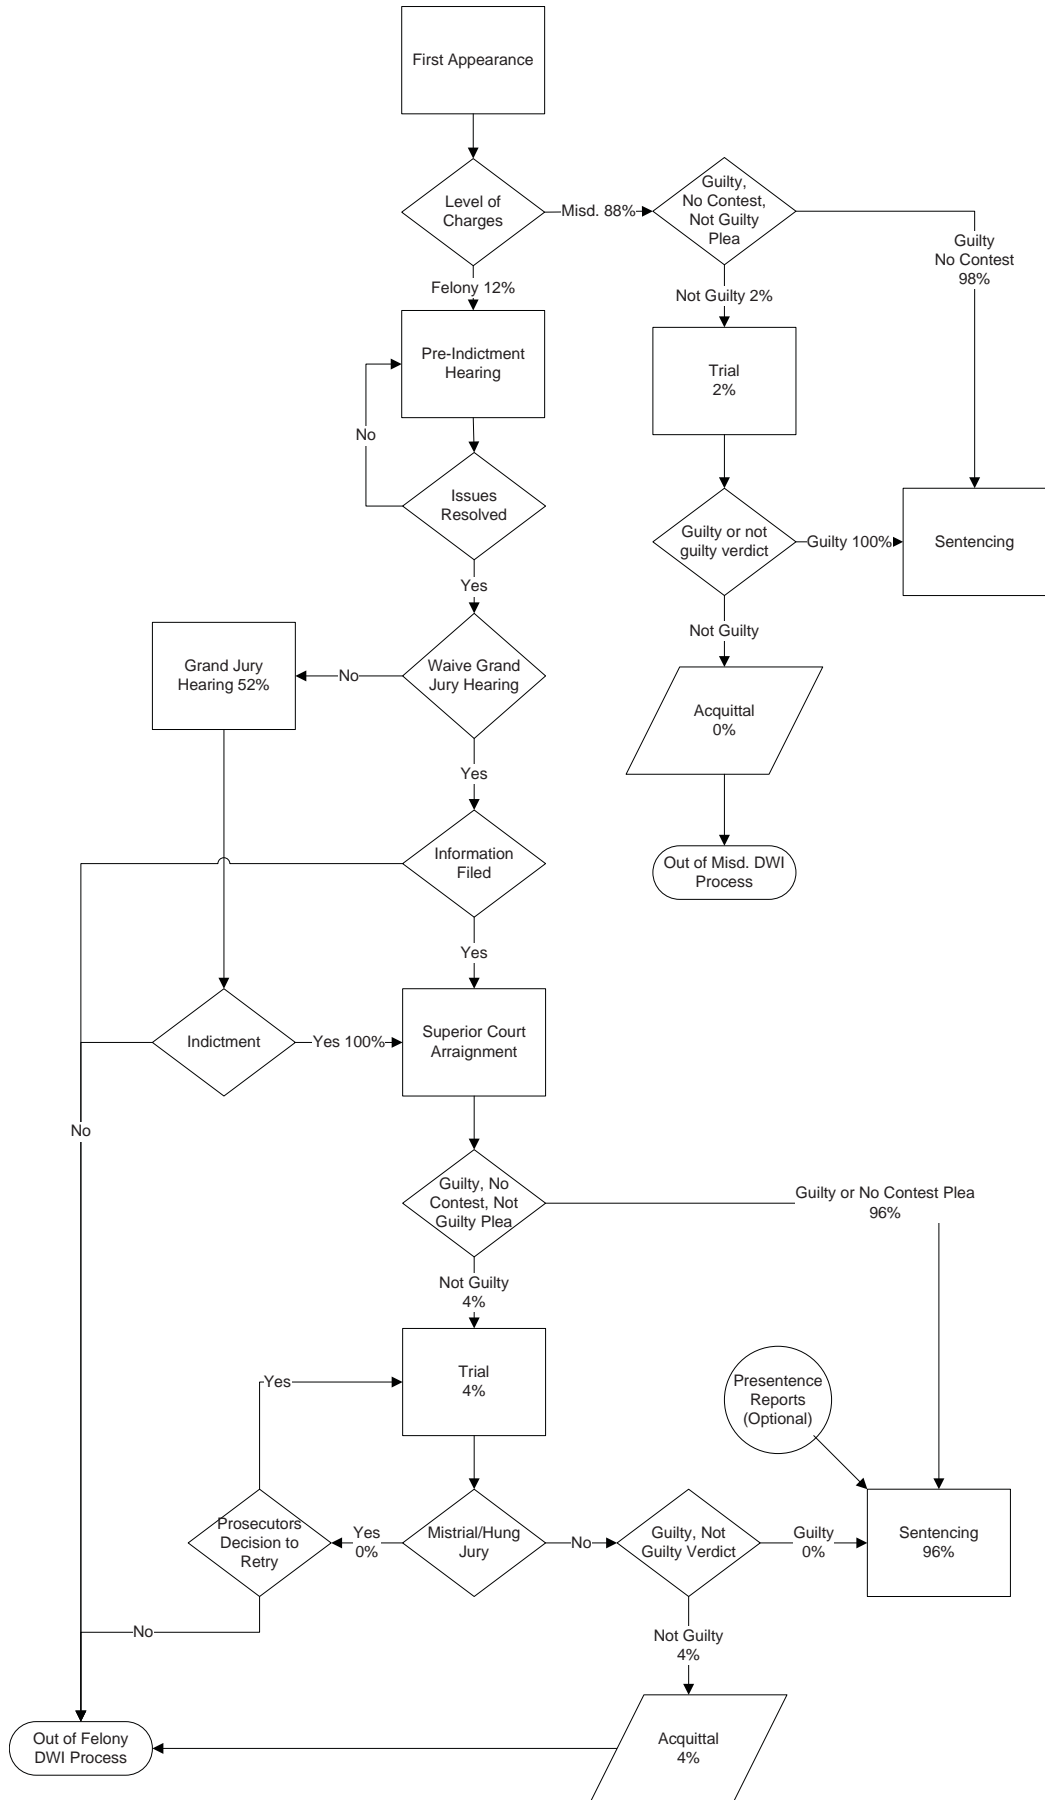 First Appearance
Level of
Charges
Misd. 88%
Guilty,
No Contest,
Not Guilty
Plea
Guilty
No Contest
98%
Felony 12%
Not Guilty 2%
Pre-Indictment
Hearing
Trial
2%
No
Issues
Resolved
Guilty or not
guilty verdict
Guilty 100%
Sentencing
Yes
Not Guilty
Grand Jury
Hearing 52%
No
Waive Grand
Jury Hearing
Acquittal
0%
Yes
Information
Filed
Out of Misd. DWI
Process
Yes
Indictment
Yes 100%
Superior Court
Arraignment
No
Guilty, No
Contest, Not
Guilty Plea
Guilty or No Contest Plea
96%
Not Guilty
4%
Yes
Trial
4%
Presentence
Reports
(Optional)
Prosecutors
Decision to
Retry
Yes
0%
Mistrial/Hung
Jury
No
Guilty, Not
Guilty Verdict
Guilty
0%
Sentencing
96%
No
Not Guilty
4%
Out of Felony
DWI Process
Acquittal
4%